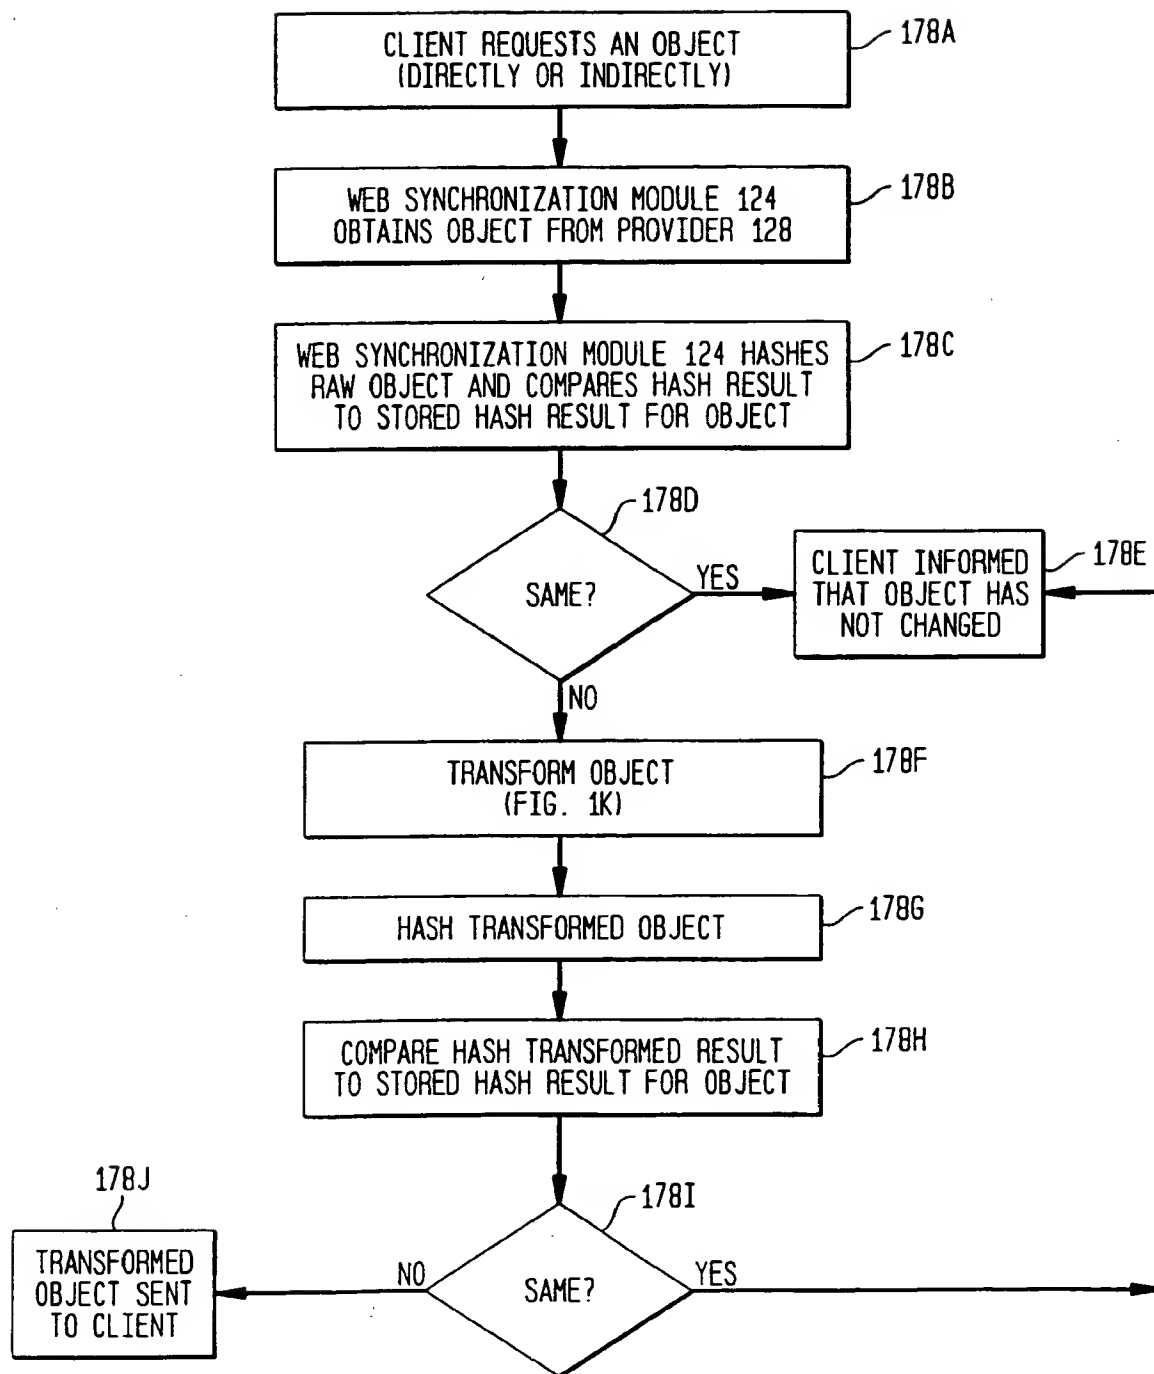 CLIENT REQUESTS AN OBJECT
(DIRECTLY OR INDIRECTLY)
178A
WEB SYNCHRONIZATION MODULE 124
OBTAINS OBJECT FROM PROVIDER 128
178B
WEB SYNCHRONIZATION MODULE 124 HASHES
RAW OBJECT AND COMPARES HASH RESULT
TO STORED HASH RESULT FOR OBJECT
178C
178D
SAME?
YES
NO
CLIENT INFORMED
THAT OBJECT HAS
NOT CHANGED
178E
TRANSFORM OBJECT
(FIG. 1K)
178F
HASH TRANSFORMED OBJECT
178G
COMPARE HASH TRANSFORMED RESULT
TO STORED HASH RESULT FOR OBJECT
178H
178I
SAME?
NO
YES
178J
TRANSFORMED
OBJECT SENT
TO CLIENT